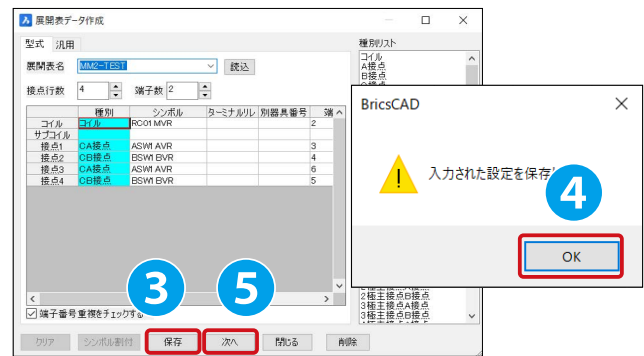 展開表データ作成
型式 汎用
展開表名 MM2-TEST 読込
接点行数 4 端子数 2
種別 シンボル ターミナルリレ 別器具番号 端
コイル コイル RC01 MVR 2
サブコイル
接点1 CA接点 ASW1 AVR 3
接点2 CB接点 BSW1 BVR 4
接点3 CA接点 ASW1 AVR 6
接点4 CB接点 BSW1 BVR 5
端子番号重複をチェックする
クリア シンボル割付 保存 次へ 閉じる 削除
3
5
種別リスト
コイル
A接点
B接点
2極主接点B接点
3極主接点A接点
3極主接点B接点
BricsCAD
入力された設定を保存
4
OK